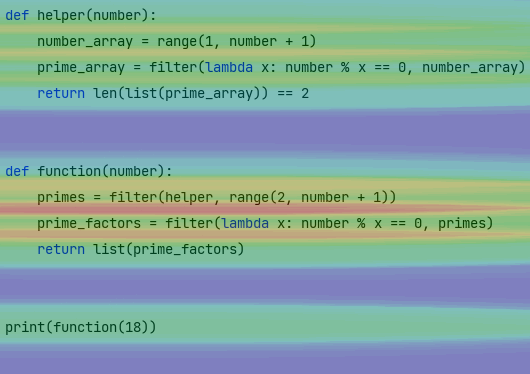 def helper(number):
    number_array = range(1, number + 1)
    prime_array = filter(lambda x: number % x == 0, number_array)
    return len(list(prime_array)) == 2
def function(number):
    primes = filter(helper, range(2, number + 1))
    prime_factors = filter(lambda x: number % x == 0, primes)
    return list(prime_factors)
print(function(18))